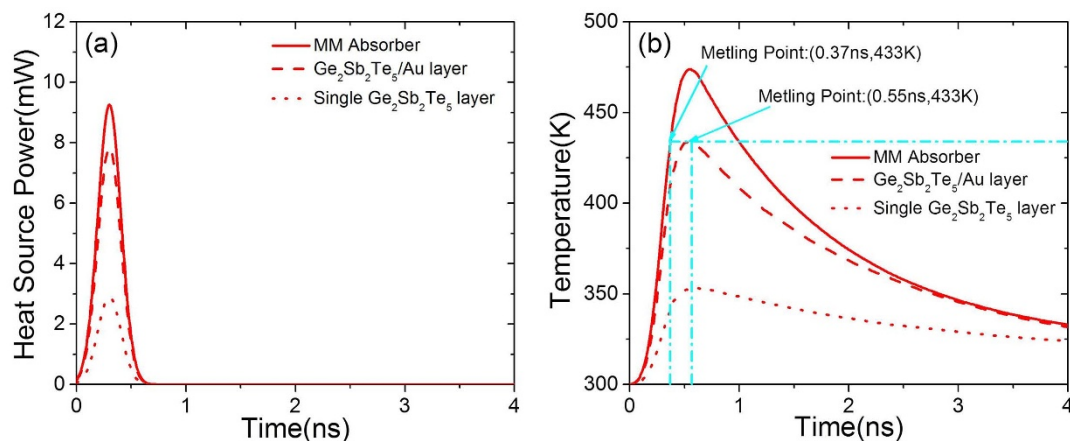 (a)
MM Absorber
Ge2Sb2Te5/Au layer
Single Ge2Sb2Te5 layer
Heat Source Power(mW)
12
10
8
6
4
2
0
0 1 2 3 4
Time(ns)
(b)
Metling Point:(0.37ns,433K)
Metling Point:(0.55ns,433K)
MM Absorber
Ge2Sb2Te5/Au layer
Single Ge2Sb2Te5 layer
Temperature(K)
500
450
400
350
300
0 1 2 3 4
Time(ns)